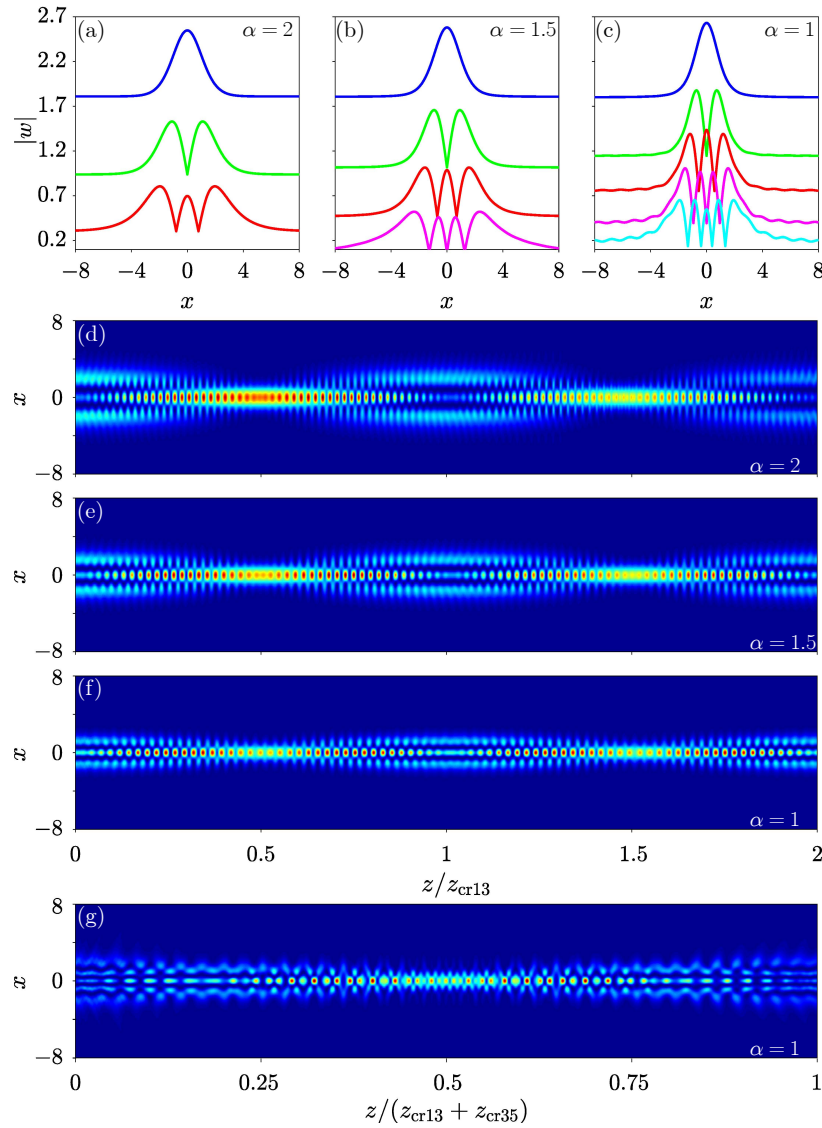 (a) α = 2 (b) α = 1.5 (c) α = 1
|w|
2.7
2.2
1.7
1.2
0.7
0.2
−8 −4 0 4 8 −8 −4 0 4 8 −8 −4 0 4 8
x x x
(d)
8
x 0
−8
α = 2
(e)
8
x 0
−8
α = 1.5
(f)
8
x 0
−8
α = 1
0 0.5 1 1.5 2
z/z_cr13
(g)
8
x 0
−8
α = 1
0 0.25 0.5 0.75 1
z/(z_cr13 + z_cr35)